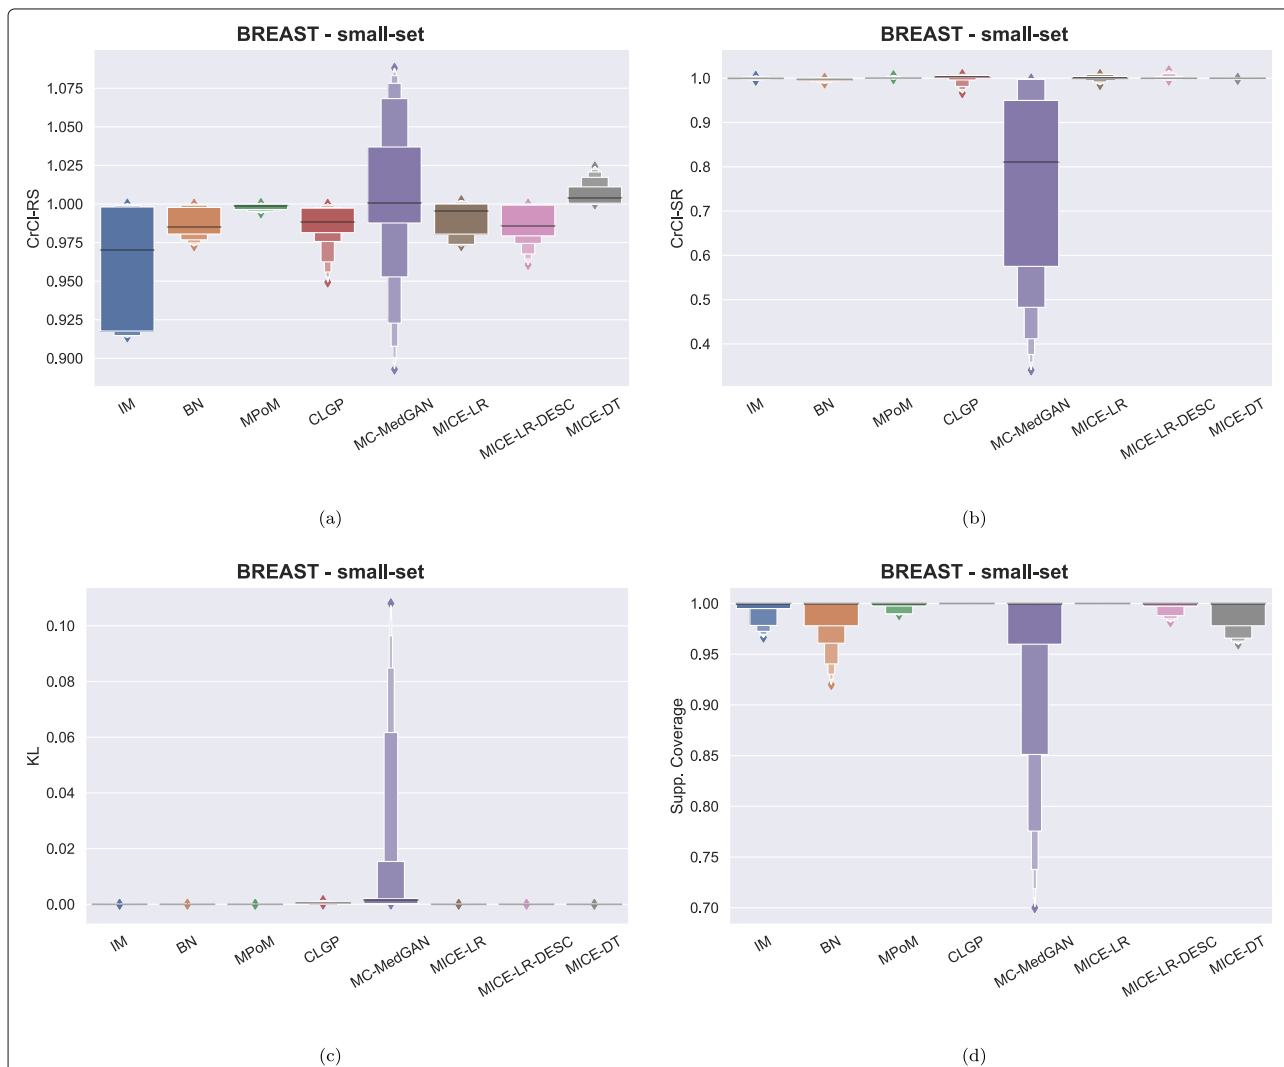 BREAST - small-set
CrCI-RS
1.075
1.050
1.025
1.000
0.975
0.950
0.925
0.900
IM BN MPoM CLGP MC-MedGAN MICE-LR MICE-LR-DESC MICE-DT
(a)
BREAST - small-set
CrCI-SR
1.0
0.9
0.8
0.7
0.6
0.5
0.4
IM BN MPoM CLGP MC-MedGAN MICE-LR MICE-LR-DESC MICE-DT
(b)
BREAST - small-set
KL
0.10
0.08
0.06
0.04
0.02
0.00
IM BN MPoM CLGP MC-MedGAN MICE-LR MICE-LR-DESC MICE-DT
(c)
BREAST - small-set
Supp. Coverage
1.00
0.95
0.90
0.85
0.80
0.75
0.70
IM BN MPoM CLGP MC-MedGAN MICE-LR MICE-LR-DESC MICE-DT
(d)